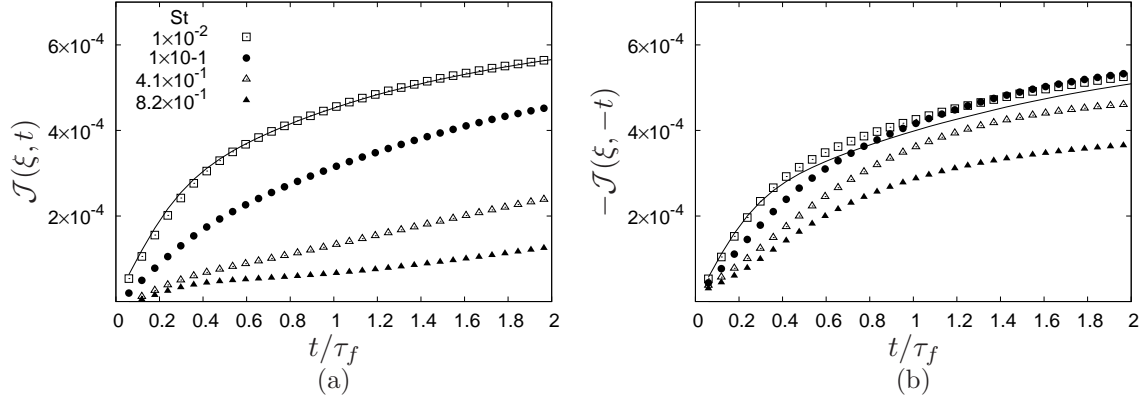 St
1×10⁻²
1×10-1
4.1×10⁻¹
8.2×10⁻¹
6×10⁻⁴
4×10⁻⁴
2×10⁻⁴
𝒥(ξ, t)
0 0.2 0.4 0.6 0.8 1 1.2 1.4 1.6 1.8 2
t/τ_f
(a)
6×10⁻⁴
4×10⁻⁴
2×10⁻⁴
−𝒥(ξ, −t)
0 0.2 0.4 0.6 0.8 1 1.2 1.4 1.6 1.8 2
t/τ_f
(b)